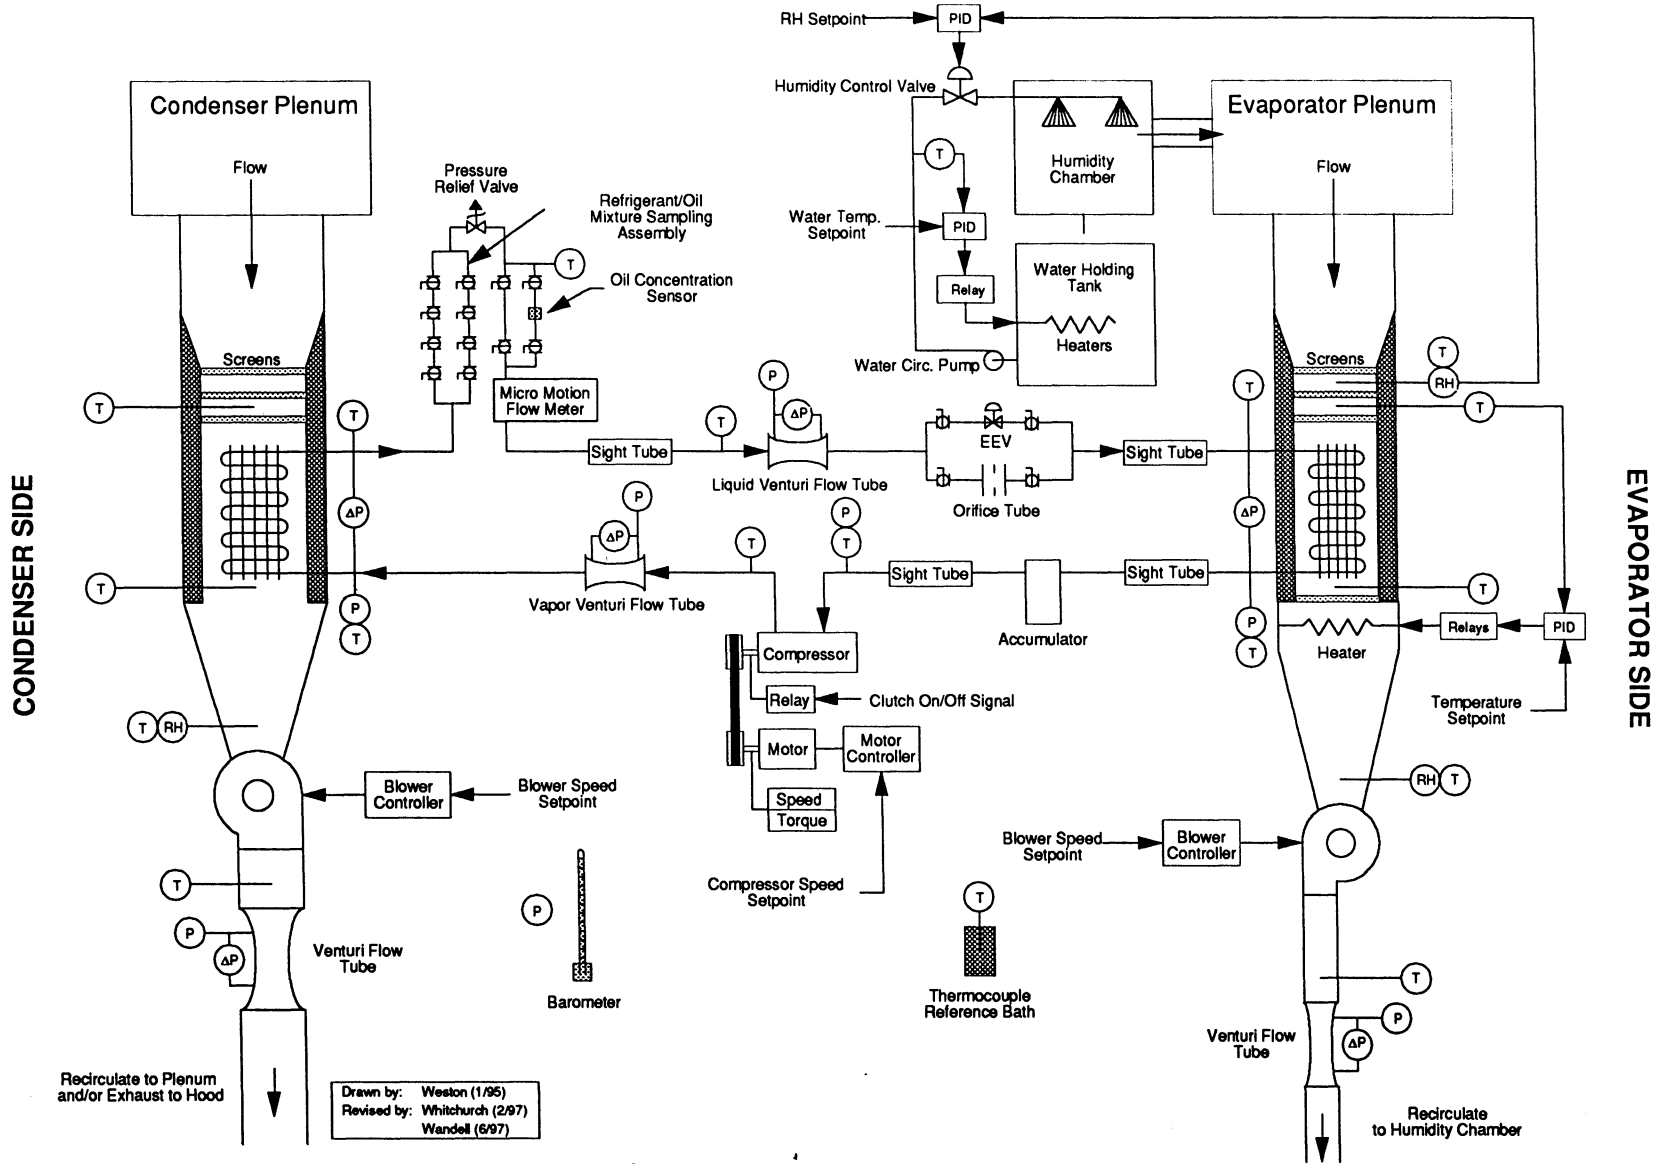 RH Setpoint
PID
Humidity Control Valve
Condenser Plenum
Flow
Evaporator Plenum
Flow
T
Humidity
Chamber
Pressure
Relief Valve
Refrigerant/Oil
Mixture Sampling
Assembly
Water Temp.
Setpoint
PID
T
Oil Concentration
Sensor
Relay
Water Holding
Tank
Heaters
Water Circ. Pump
Screens
Screens
T
RH
T
T
T
T
Micro Motion
Flow Meter
P
ΔP
T
EEV
Sight Tube
Sight Tube
Liquid Venturi Flow Tube
Orifice Tube
CONDENSER SIDE
EVAPORATOR SIDE
ΔP
ΔP
P
ΔP
T
P
T
Sight Tube
Sight Tube
T
T
Vapor Venturi Flow Tube
Accumulator
P
T
P
T
Compressor
Heater
Relays
PID
Relay
Clutch On/Off Signal
Temperature
Setpoint
T
RH
Motor
Motor
Controller
RH
T
Blower
Controller
Blower Speed
Setpoint
Speed
Torque
Blower Speed
Setpoint
Blower
Controller
T
Compressor Speed
Setpoint
T
P
P
ΔP
Venturi Flow
Tube
Barometer
Thermocouple
Reference Bath
T
P
ΔP
Venturi Flow
Tube
Recirculate to Plenum
and/or Exhaust to Hood
Drawn by: Weston (1/95)
Revised by: Whitchurch (2/97)
Wandell (6/97)
Recirculate
to Humidity Chamber